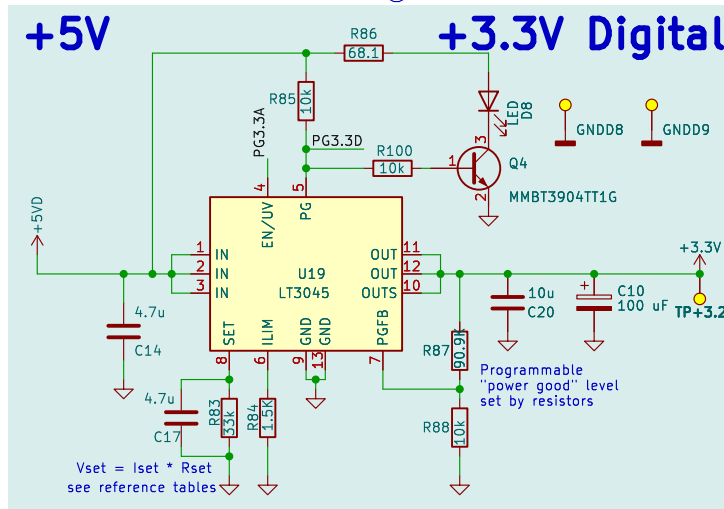 +5V
+3.3V Digital
R86
68.1
R85
10k
LED
D8
GNDD8
GNDD9
PG3.3A
PG3.3D
R100
10k
3
1
Q4
2
MMBT3904TT1G
4
5
EN/UV
PG
+5VD
+3.3V
1
IN
2
IN
3
IN
U19
LT3045
OUT
11
OUT
12
OUTS
10
SET
ILIM
GND
GND
PGFB
8
6
9
13
7
4.7u
C14
10u
C20
+
C10
100 uF
TP+3.2
R87
90.9K
Programmable
"power good" level
set by resistors
4.7u
C17
R83
33k
R84
1.5K
R88
10k
Vset = Iset * Rset
see reference tables